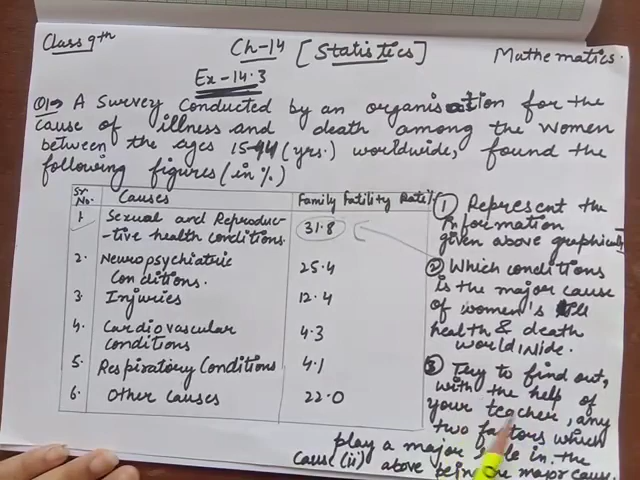 Class 9th
Ch-14 [Statistics]
Mathematics.
Ex-14.3
Q1→ A Survey Conducted by an organisation for the
cause of illness and death among the women
between the ages 15-44 (yrs.) worldwide, found the
following figures (in %)
Sr. No. Causes Family Fatility Rate%
1. Sexual and Reproduc-
-tive health conditions. 31.8
2. Neuropsychiatric
Conditions. 25.4
3. Injuries 12.4
4. Cardiovascular
conditions 4.3
5. Respiratory Conditions 4.1
6. Other causes 22.0
① Represent the
information
given above graphically
② Which conditions
is the major cause
of women's ill
health & death
worldwide.
③ Try to find out,
with the help of
your teacher, any
two factors which
play a major role in the
Cause (ii) above being the major cause.